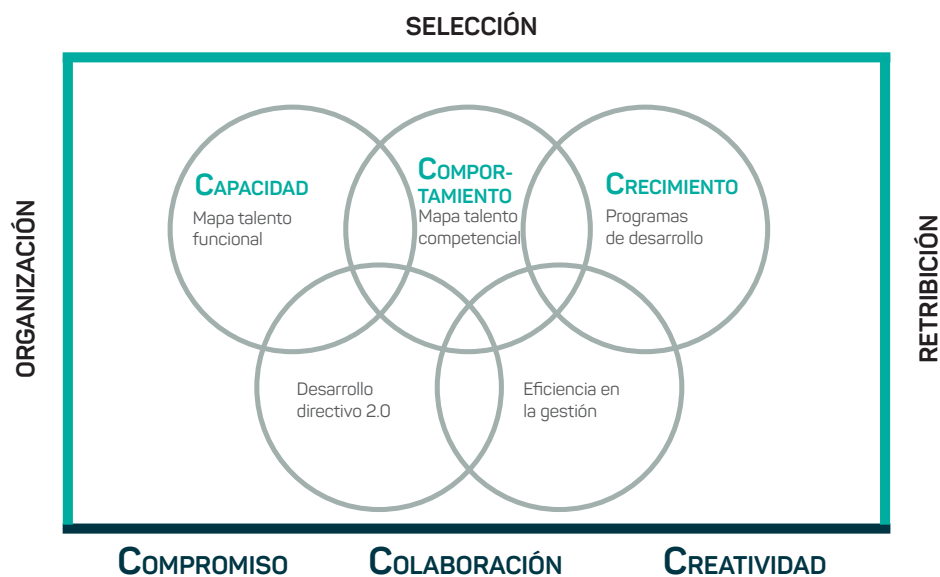 SELECCIÓN
ORGANIZACIÓN
CAPACIDAD
Mapa talento
funcional
COMPOR-
TAMIENTO
Mapa talento
competencial
CRECIMIENTO
Programas
de desarrollo
RETRIBICIÓN
Desarrollo
directivo 2.0
Eficiencia en
la gestión
COMPROMISO
COLABORACIÓN
CREATIVIDAD